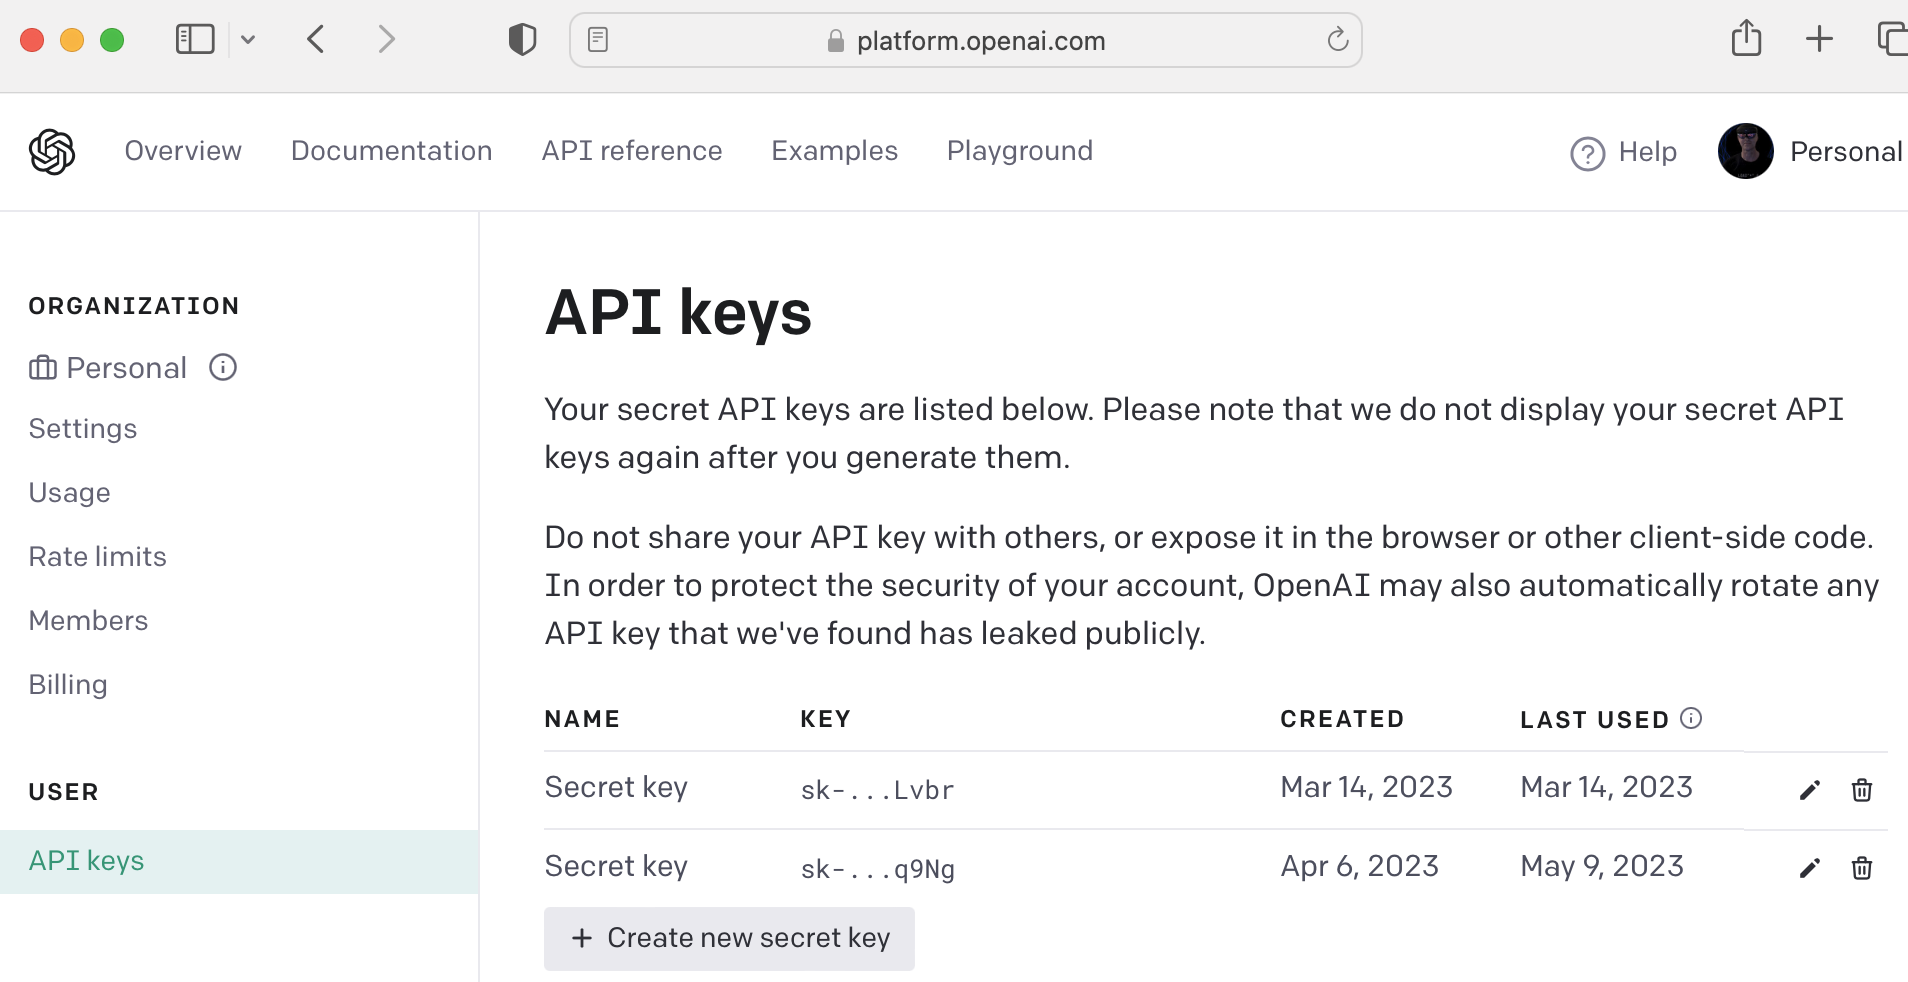 platform.openai.com
Overview
Documentation
API reference
Examples
Playground
Help
Personal
ORGANIZATION
Personal
Settings
Usage
Rate limits
Members
Billing
USER
API keys
API keys
Your secret API keys are listed below. Please note that we do not display your secret API
keys again after you generate them.
Do not share your API key with others, or expose it in the browser or other client-side code.
In order to protect the security of your account, OpenAI may also automatically rotate any
API key that we've found has leaked publicly.
NAME KEY CREATED LAST USED
Secret key sk-...Lvbr Mar 14, 2023 Mar 14, 2023
Secret key sk-...q9Ng Apr 6, 2023 May 9, 2023
+ Create new secret key